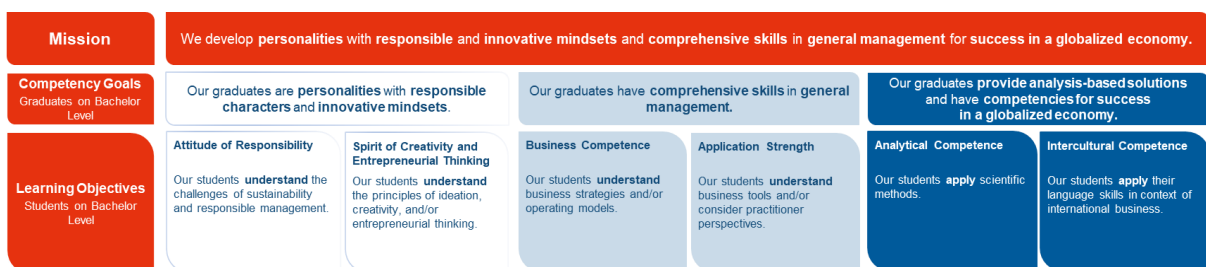 Mission
We develop personalities with responsible and innovative mindsets and comprehensive skills in general management for success in a globalized economy.
Competency Goals
Graduates on Bachelor
Level
Our graduates are personalities with responsible
characters and innovative mindsets.
Our graduates have comprehensive skills in general
management.
Our graduates provide analysis-based solutions
and have competencies for success
in a globalized economy.
Learning Objectives
Students on Bachelor
Level
Attitude of Responsibility
Our students understand the
challenges of sustainability
and responsible management.
Spirit of Creativity and
Entrepreneurial Thinking
Our students understand
the principles of ideation,
creativity, and/or
entrepreneurial thinking.
Business Competence
Our students understand
business strategies and/or
operating models.
Application Strength
Our students understand
business tools and/or
consider practitioner
perspectives.
Analytical Competence
Our students apply scientific
methods.
Intercultural Competence
Our students apply their
language skills in context of
international business.